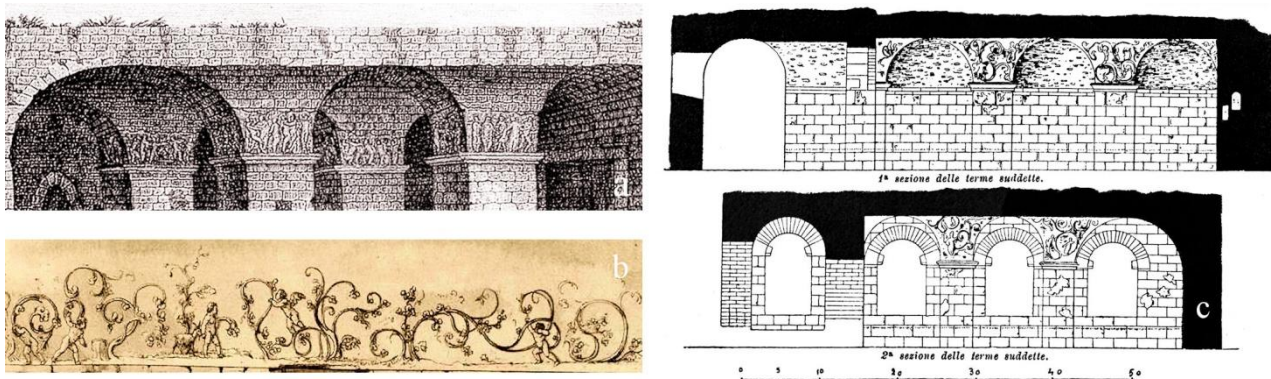 a
b
1ª sezione delle terme suddette.
c
2ª sezione delle terme suddette.
0 5 10 20 30 40 50